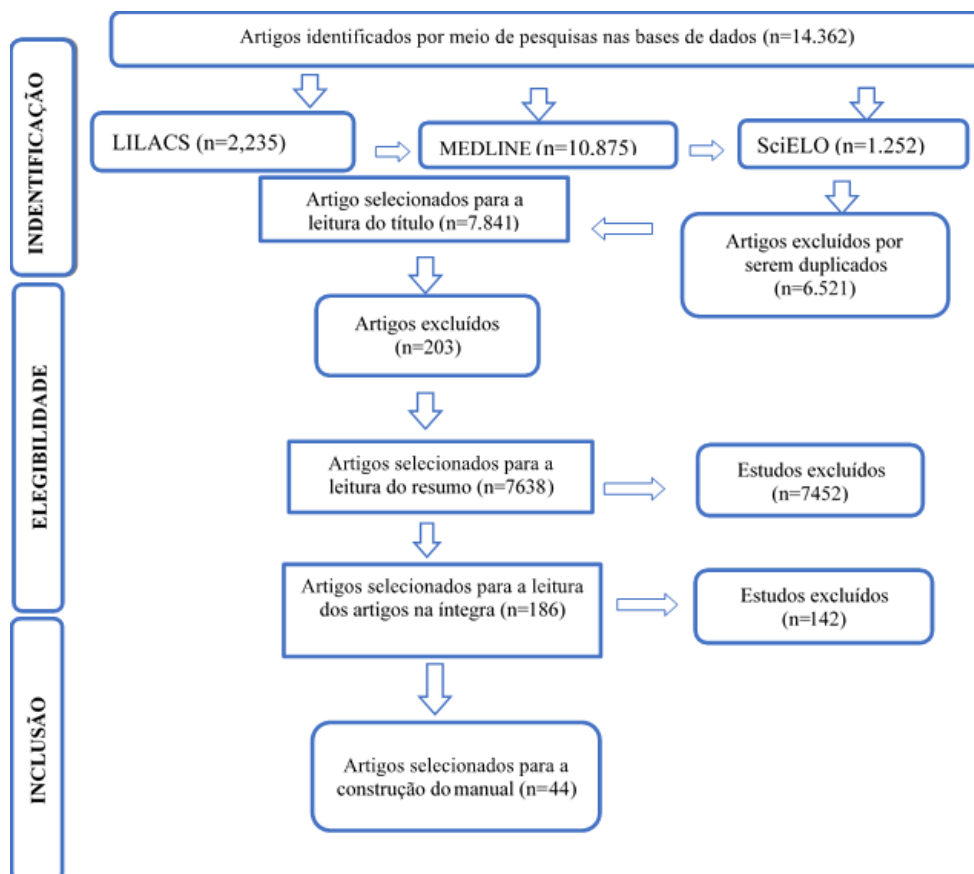 Artigos identificados por meio de pesquisas nas bases de dados (n=14.362)
INDENTIFICAÇÃO
LILACS (n=2,235)
MEDLINE (n=10.875)
SciELO (n=1.252)
Artigo selecionados para a
leitura do título (n=7.841)
Artigos excluídos por
serem duplicados
(n=6.521)
Artigos excluídos
(n=203)
ELEGIBILIDADE
Artigos selecionados para a
leitura do resumo (n=7638)
Estudos excluídos
(n=7452)
Artigos selecionados para a leitura
dos artigos na íntegra (n=186)
Estudos excluídos
(n=142)
INCLUSÃO
Artigos selecionados para a
construção do manual (n=44)